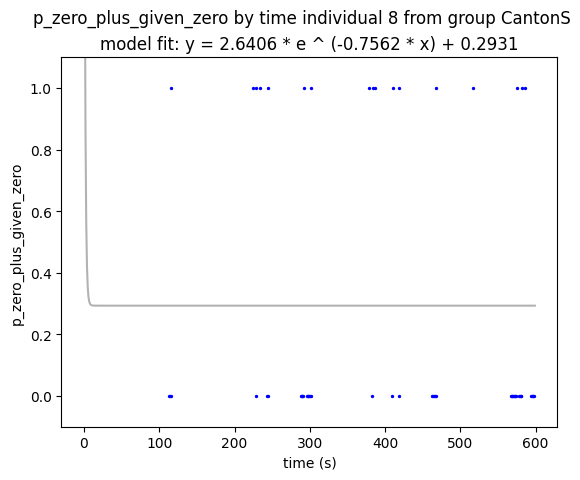 p_zero_plus_given_zero by time individual 8 from group CantonS
model fit: y = 2.6406 * e ^ (-0.7562 * x) + 0.2931
1.0
0.8
0.6
0.4
0.2
0.0
p_zero_plus_given_zero
0 100 200 300 400 500 600
time (s)